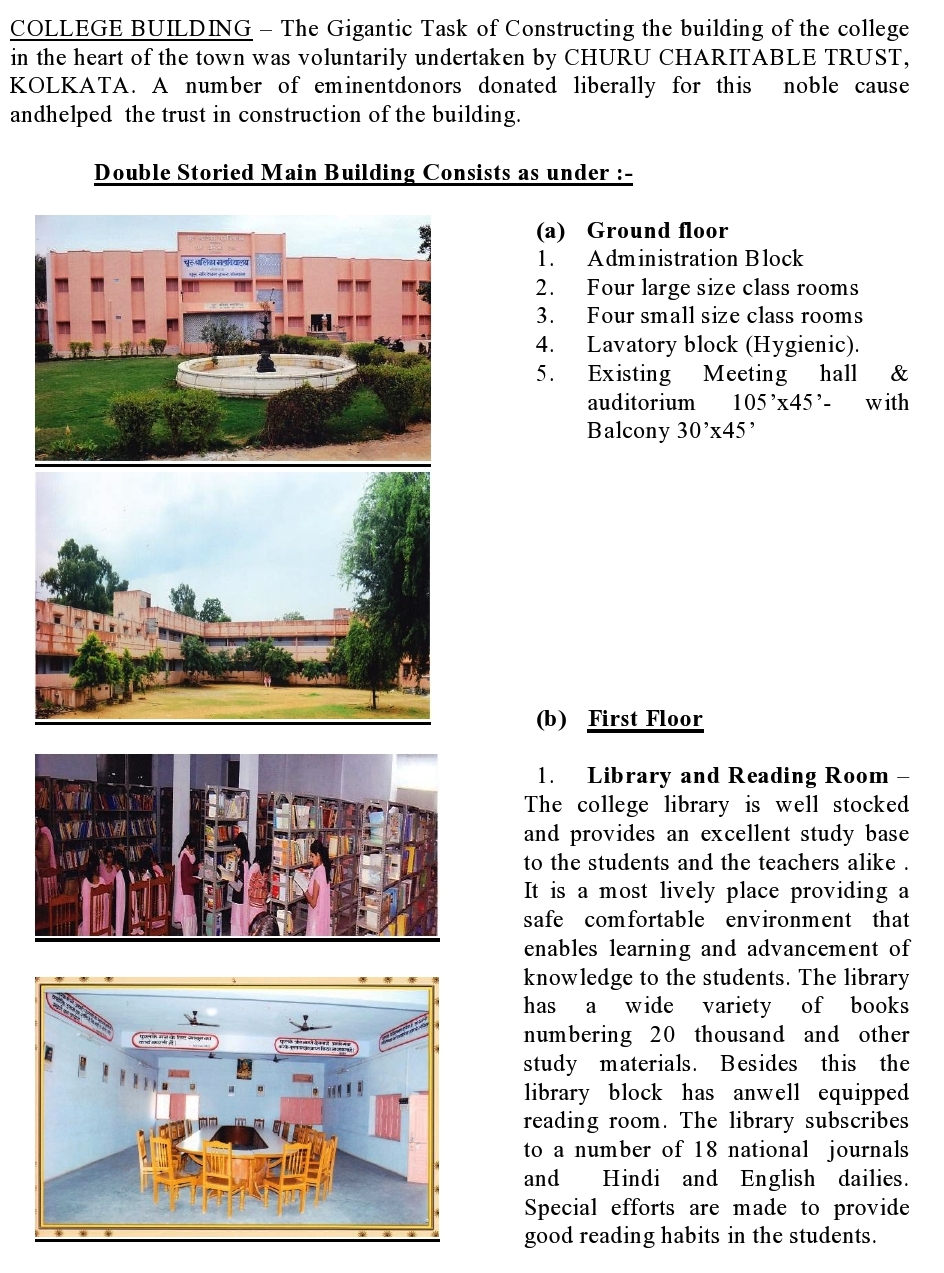 COLLEGE BUILDING – The Gigantic Task of Constructing the building of the college
in the heart of the town was voluntarily undertaken by CHURU CHARITABLE TRUST,
KOLKATA. A number of eminentdonors donated liberally for this noble cause
andhelped the trust in construction of the building.
Double Storied Main Building Consists as under :-
चूरू बालिका महाविद्यालय
(a) Ground floor
1. Administration Block
2. Four large size class rooms
3. Four small size class rooms
4. Lavatory block (Hygienic).
5. Existing Meeting hall &
auditorium 105’x45’- with
Balcony 30’x45’
(b) First Floor
1. Library and Reading Room –
The college library is well stocked
and provides an excellent study base
to the students and the teachers alike .
It is a most lively place providing a
safe comfortable environment that
enables learning and advancement of
knowledge to the students. The library
has a wide variety of books
numbering 20 thousand and other
study materials. Besides this the
library block has anwell equipped
reading room. The library subscribes
to a number of 18 national journals
and Hindi and English dailies.
Special efforts are made to provide
good reading habits in the students.